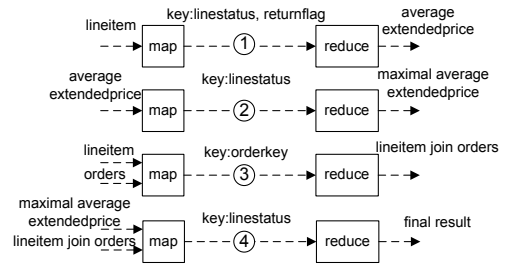 lineitem
map
key:linestatus, returnflag
1
reduce
average
extendedprice
average
extendedprice
map
key:linestatus
2
reduce
maximal average
extendedprice
lineitem
orders
map
key:orderkey
3
reduce
lineitem join orders
maximal average
extendedprice
lineitem join orders
map
key:linestatus
4
reduce
final result